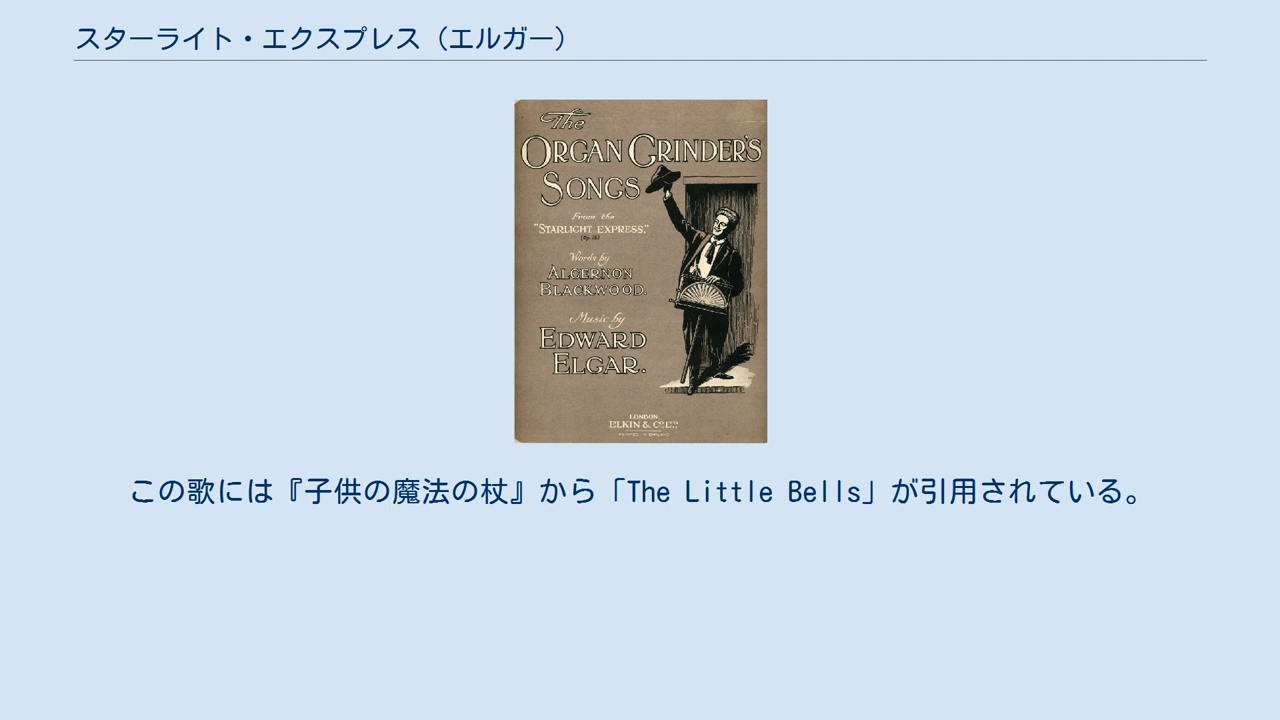 スターライト・エクスプレス（エルガー）
The
ORGAN GRINDER'S
SONGS
From the
"STARLIGHT EXPRESS."
(Op. 78)
Words by
ALGERNON
BLACKWOOD.
Music by
EDWARD
ELGAR.
LONDON,
ELKIN & CO LTD
この歌には『子供の魔法の杖』から「The Little Bells」が引用されている。